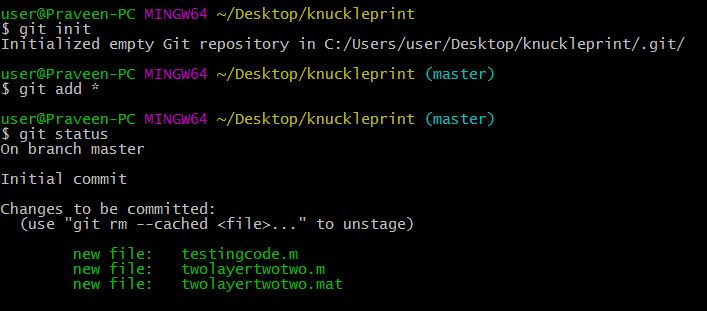 user@Praveen-PC MINGW64 ~/Desktop/knuckleprint
$ git init
Initialized empty Git repository in C:/Users/user/Desktop/knuckleprint/.git/
user@Praveen-PC MINGW64 ~/Desktop/knuckleprint (master)
$ git add *
user@Praveen-PC MINGW64 ~/Desktop/knuckleprint (master)
$ git status
On branch master
Initial commit
Changes to be committed:
(use "git rm --cached <file>..." to unstage)
new file: testingcode.m
new file: twolayertwotwo.m
new file: twolayertwotwo.mat